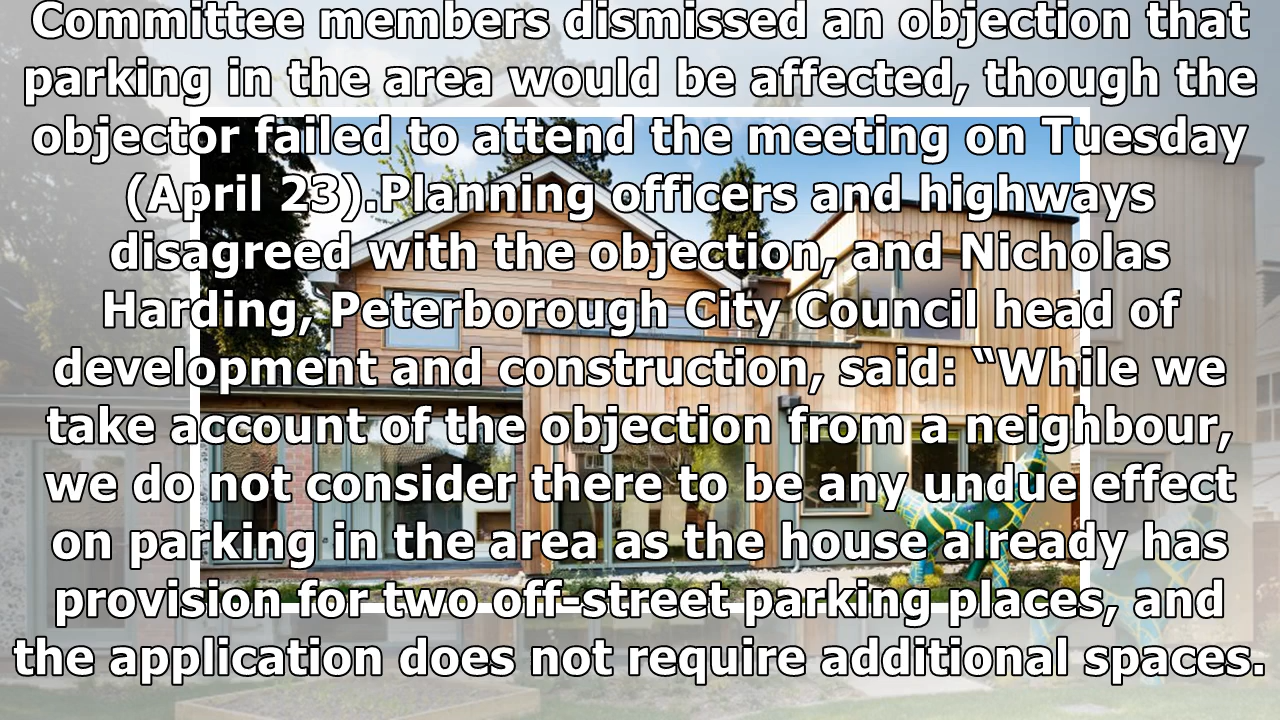 Committee members dismissed an objection that
parking in the area would be affected, though the
objector failed to attend the meeting on Tuesday
(April 23).Planning officers and highways
disagreed with the objection, and Nicholas
Harding, Peterborough City Council head of
development and construction, said: “While we
take account of the objection from a neighbour,
we do not consider there to be any undue effect
on parking in the area as the house already has
provision for two off-street parking places, and
the application does not require additional spaces.